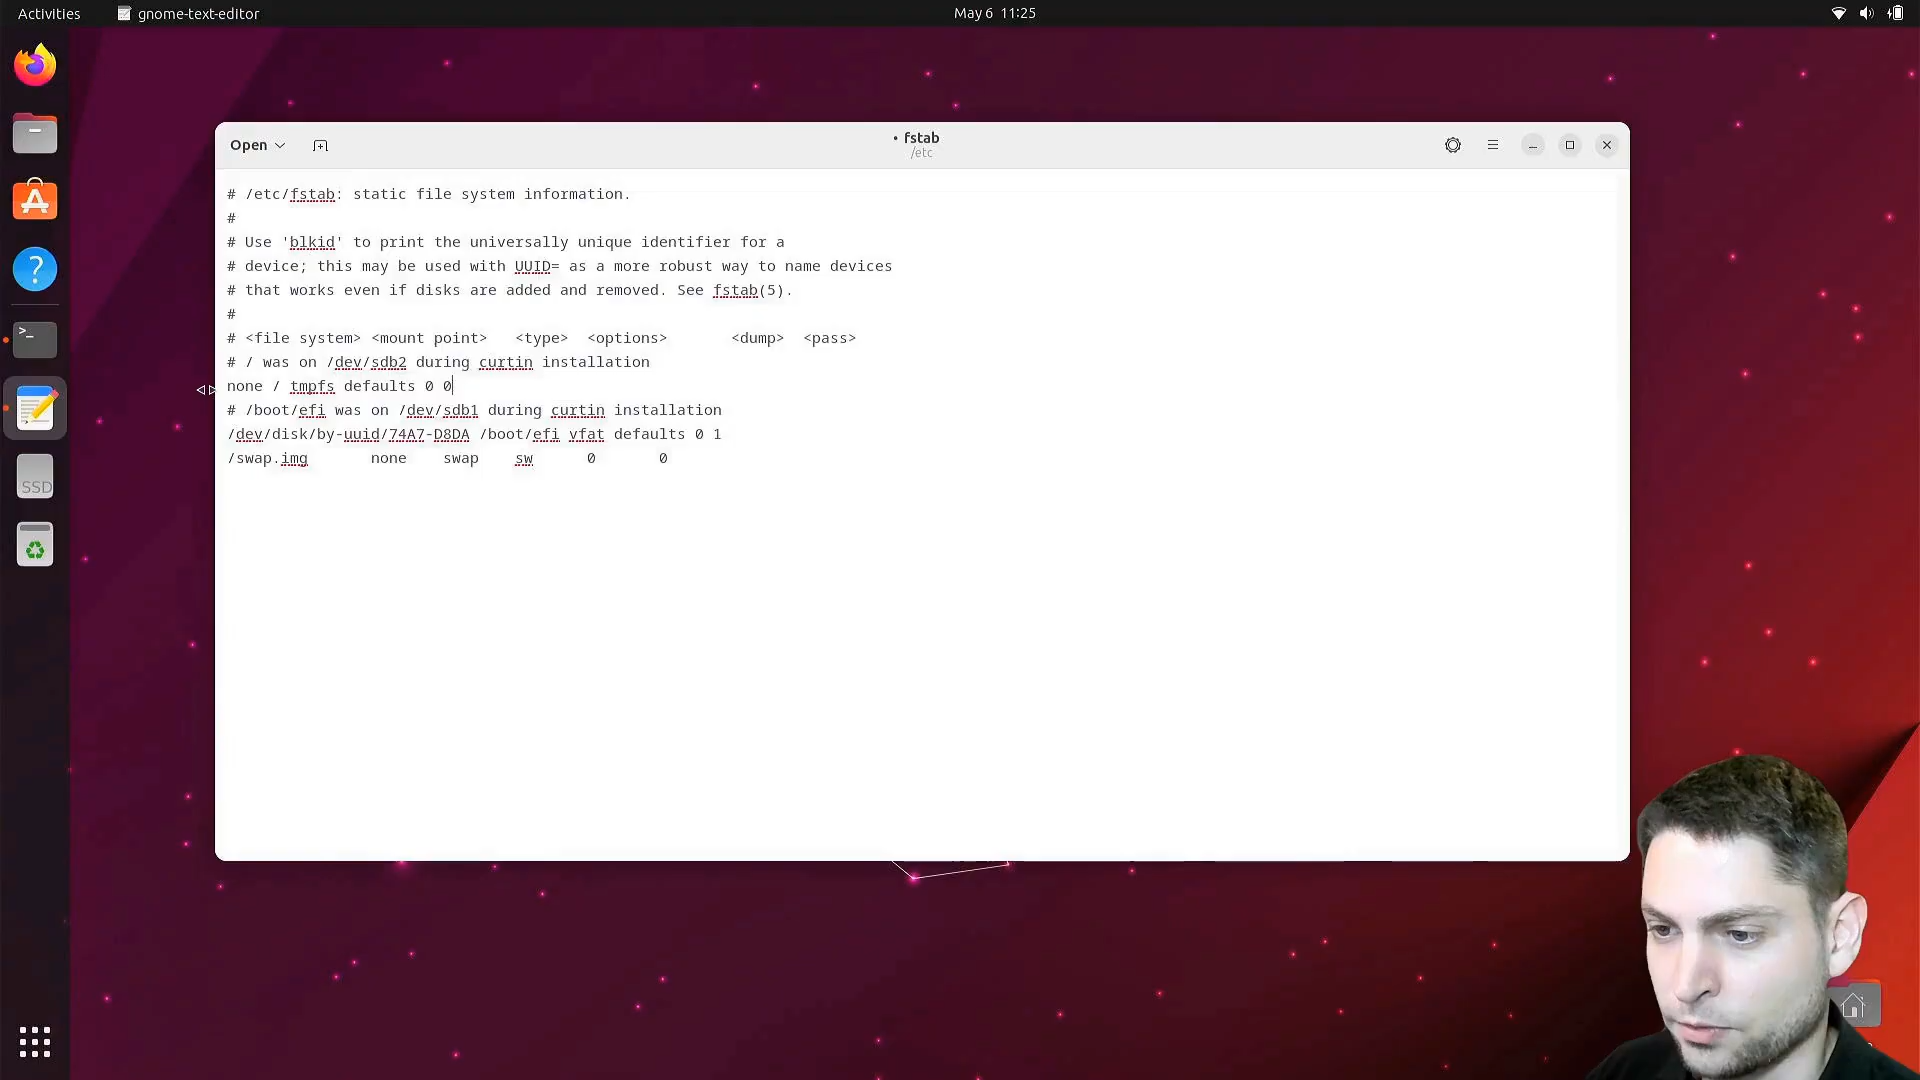 Activities
gnome-text-editor
May 6 11:25
Open
• fstab
/etc
# /etc/fstab: static file system information.
#
# Use 'blkid' to print the universally unique identifier for a
# device; this may be used with UUID= as a more robust way to name devices
# that works even if disks are added and removed. See fstab(5).
#
# <file system> <mount point>   <type>  <options>       <dump>  <pass>
# / was on /dev/sdb2 during curtin installation
none / tmpfs defaults 0 0
# /boot/efi was on /dev/sdb1 during curtin installation
/dev/disk/by-uuid/74A7-D8DA /boot/efi vfat defaults 0 1
/swap.img       none    swap    sw      0       0
>_
?
SSD